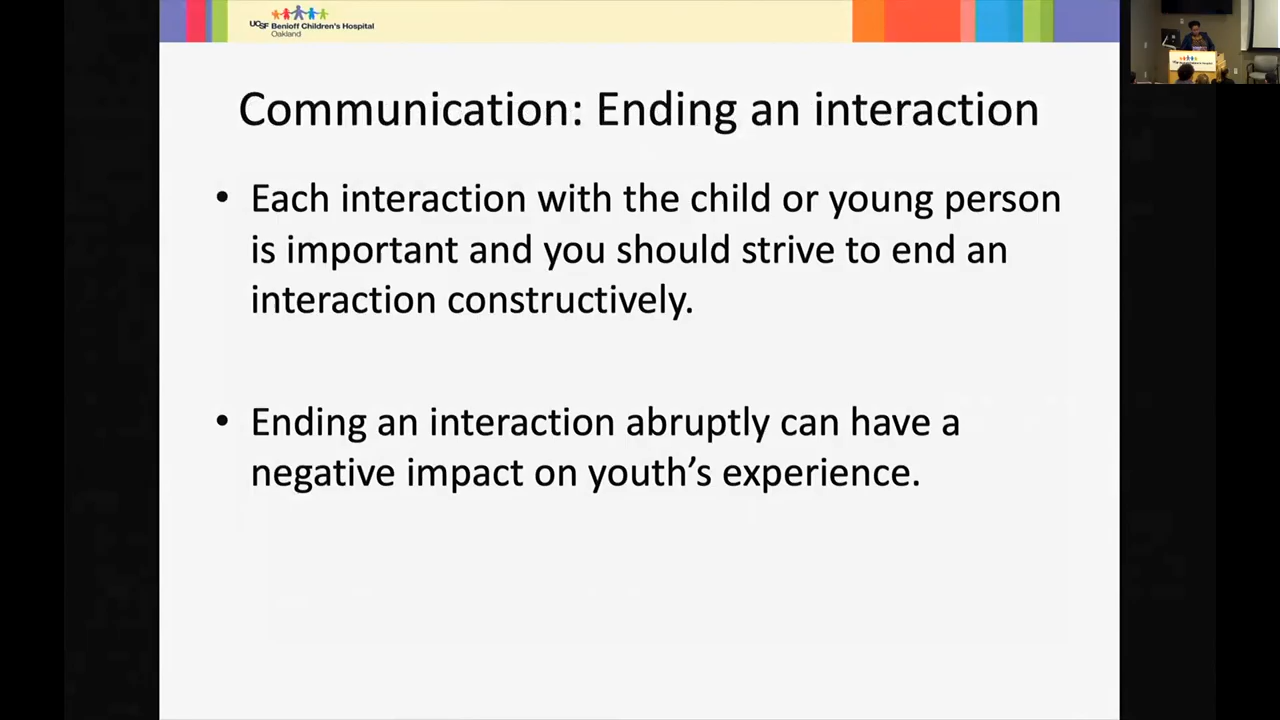 UCSF Benioff Children's Hospital
Oakland
Communication: Ending an interaction
• Each interaction with the child or young person
is important and you should strive to end an
interaction constructively.
• Ending an interaction abruptly can have a
negative impact on youth's experience.